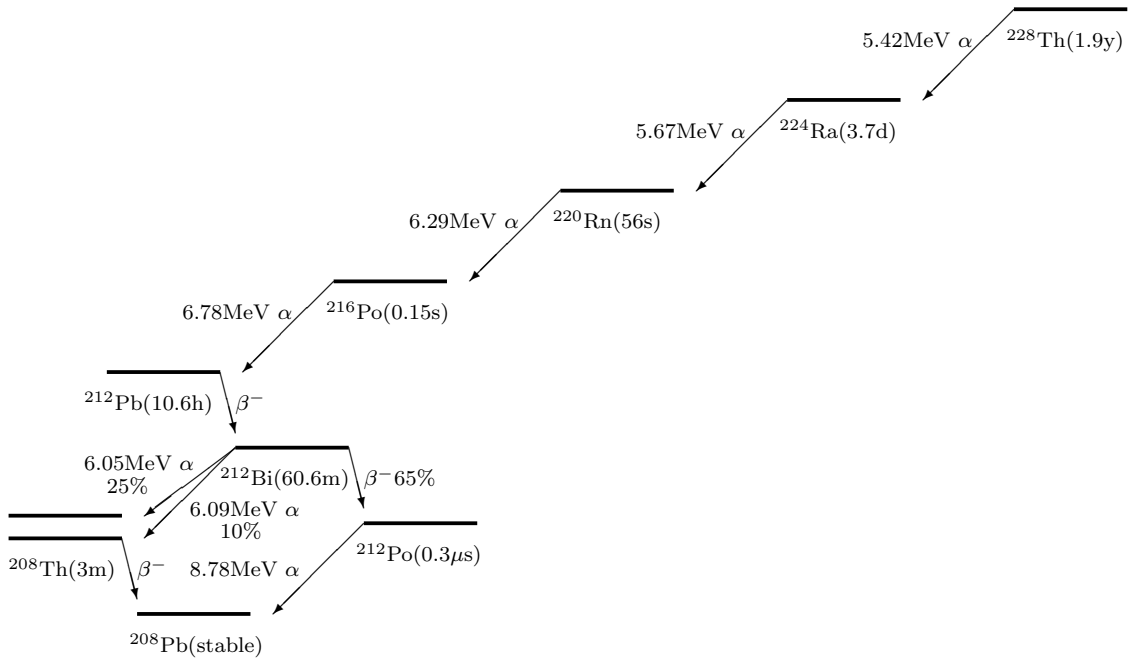 5.42MeV α
²²⁸Th(1.9y)
5.67MeV α
²²⁴Ra(3.7d)
6.29MeV α
²²⁰Rn(56s)
6.78MeV α
²¹⁶Po(0.15s)
²¹²Pb(10.6h)
β⁻
6.05MeV α
25%
²¹²Bi(60.6m)
β⁻65%
6.09MeV α
10%
²⁰⁸Th(3m)
β⁻
8.78MeV α
²¹²Po(0.3μs)
²⁰⁸Pb(stable)